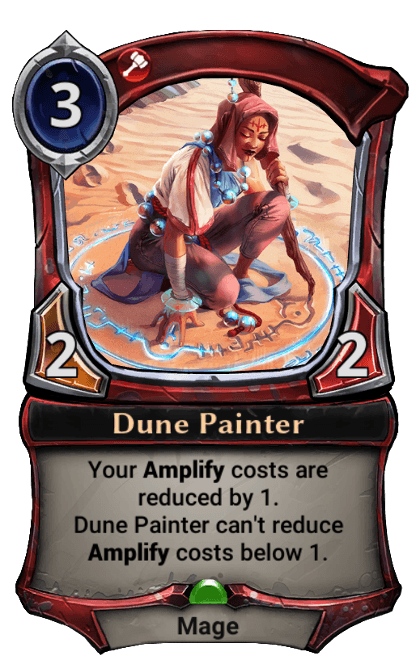 3
2
2
Dune Painter
Your Amplify costs are
reduced by 1.
Dune Painter can't reduce
Amplify costs below 1.
Mage